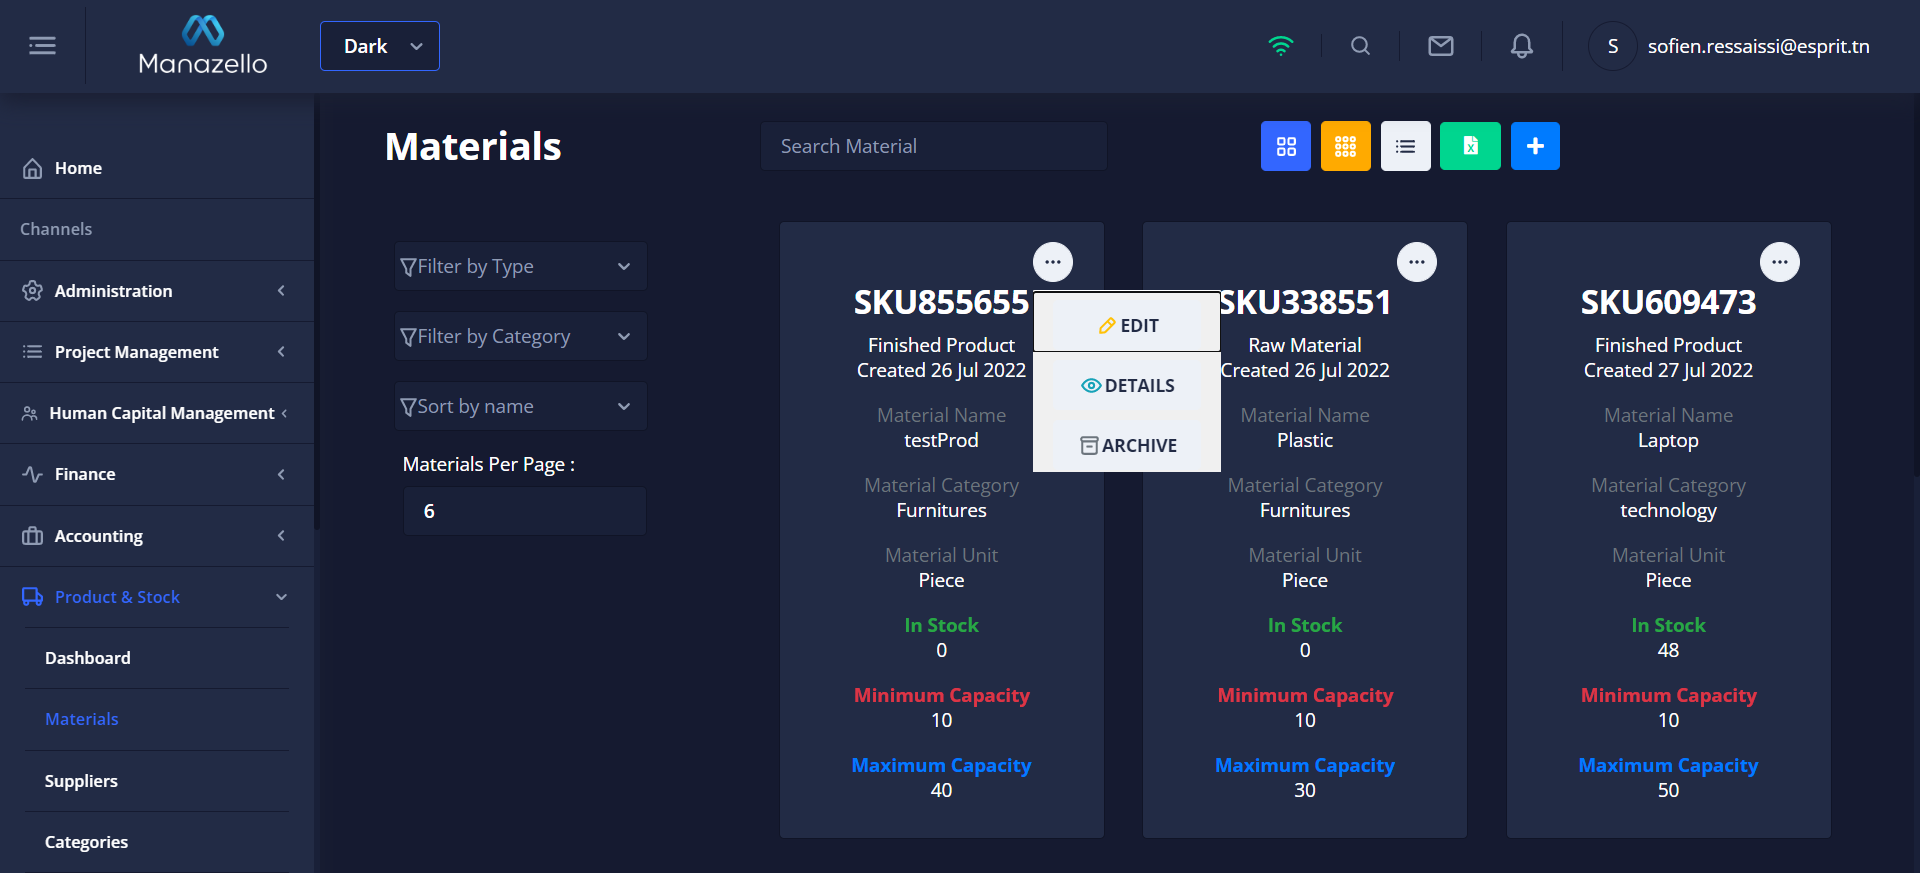 Manazello
Dark
S
sofien.ressaissi@esprit.tn
Home
Channels
Administration
Project Management
Human Capital Management
Finance
Accounting
Product & Stock
Dashboard
Materials
Suppliers
Categories
Materials
Search Material
Filter by Type
Filter by Category
Sort by name
Materials Per Page :
6
SKU855655
Finished Product
Created 26 Jul 2022
Material Name
testProd
Material Category
Furnitures
Material Unit
Piece
In Stock
0
Minimum Capacity
10
Maximum Capacity
40
EDIT
DETAILS
ARCHIVE
SKU338551
Raw Material
Created 26 Jul 2022
Material Name
Plastic
Material Category
Furnitures
Material Unit
Piece
In Stock
0
Minimum Capacity
10
Maximum Capacity
30
SKU609473
Finished Product
Created 27 Jul 2022
Material Name
Laptop
Material Category
technology
Material Unit
Piece
In Stock
48
Minimum Capacity
10
Maximum Capacity
50